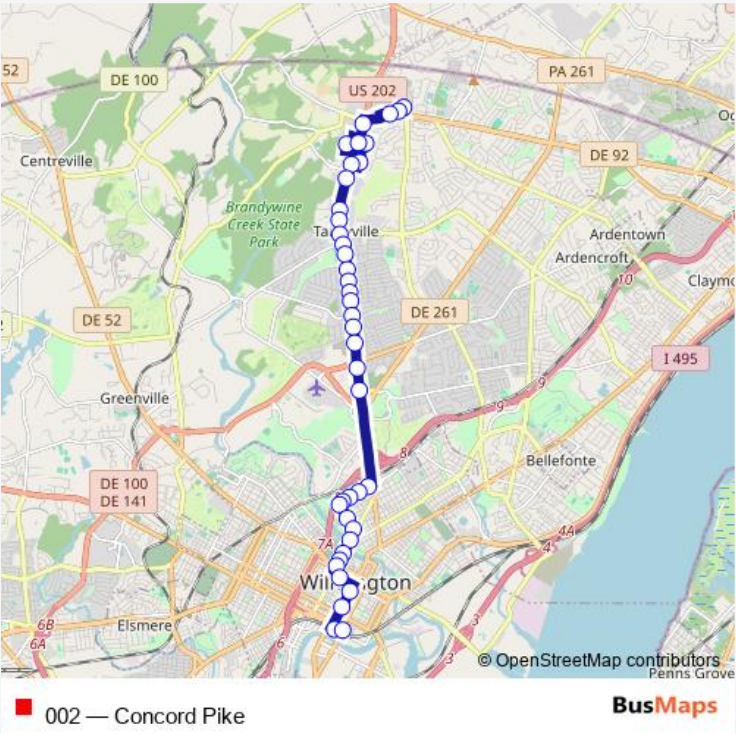 52
DE 100
US 202
PA 261
Centreville
DE 92
Brandywine
Creek State
Park
Ardentown
Ardencroft
10
Claymo
DE 52
DE 261
I 495
Greenville
9
9
8
Bellefonte
DE 100
DE 141
7A
4A
4
Elsmere
6B
6A
6
3
3
© OpenStreetMap contributors
Penns Grove
002 — Concord Pike
BusMaps